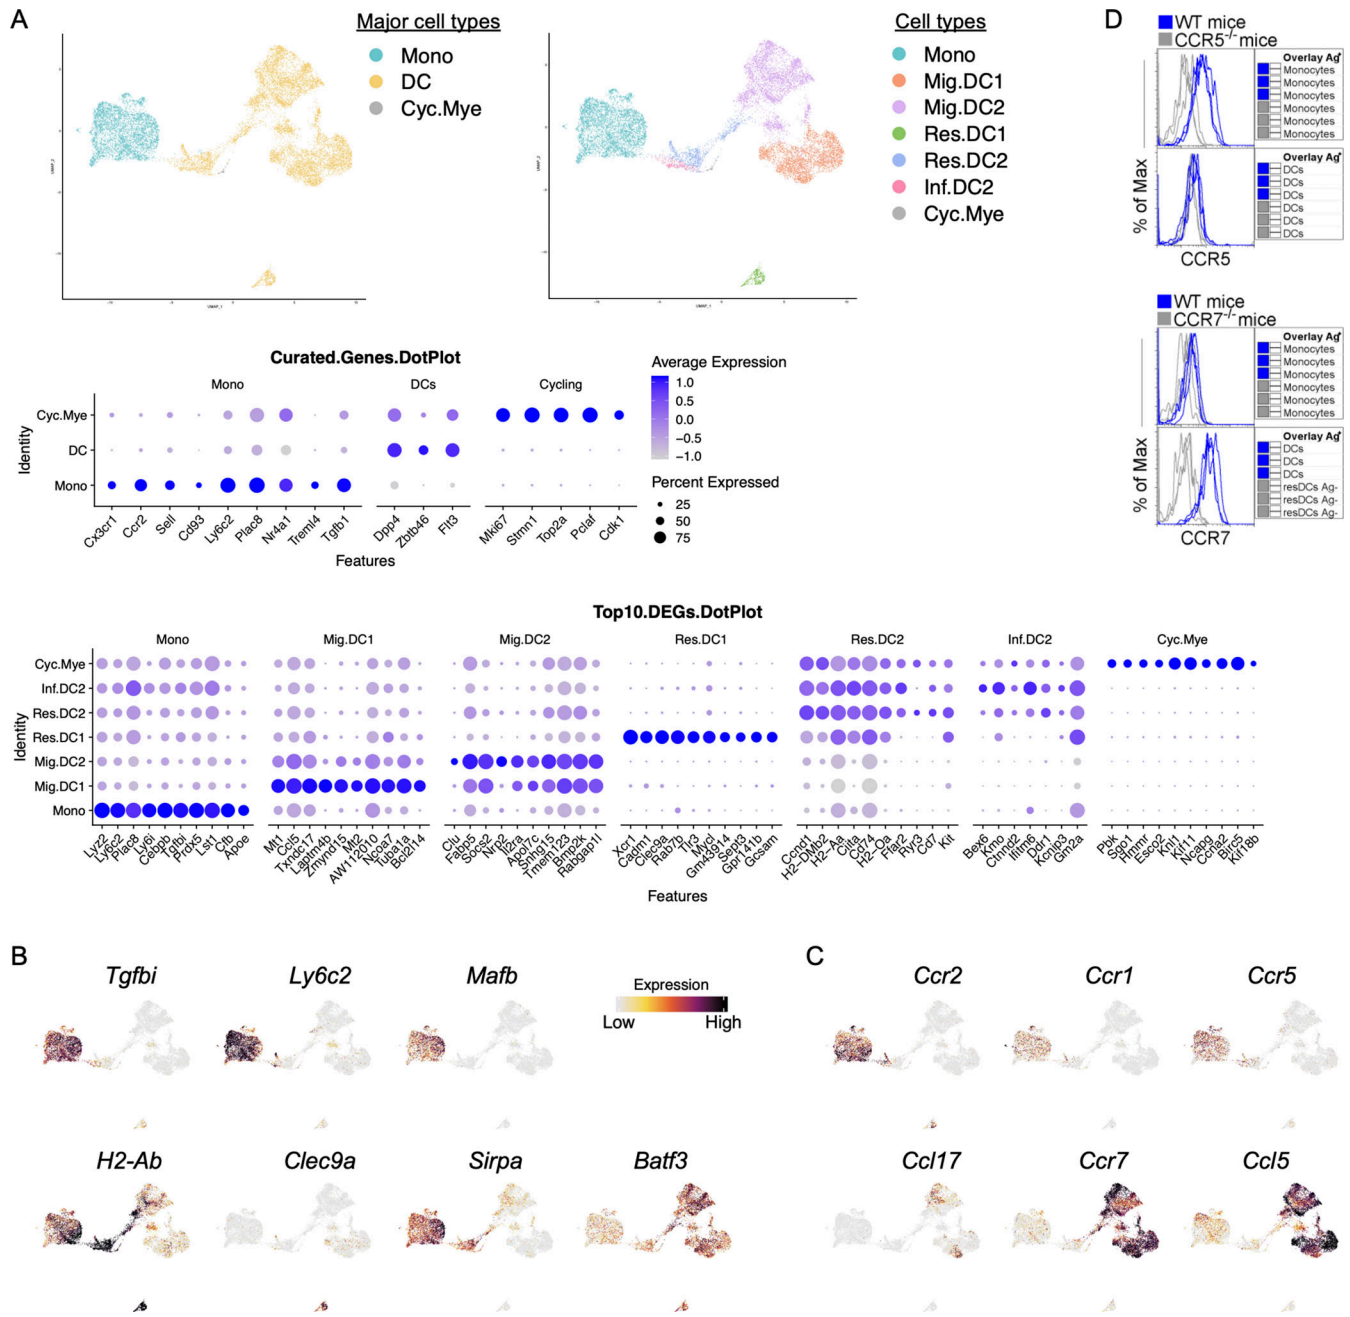 A
Major cell types
Mono
DC
Cyc.Mye
UMAP_2
UMAP_1
Cell types
Mono
Mig.DC1
Mig.DC2
Res.DC1
Res.DC2
Inf.DC2
Cyc.Mye
UMAP_2
UMAP_1
D
WT mice
CCR5-/-mice
Overlay Ag+
Monocytes
Monocytes
Monocytes
Monocytes
Monocytes
Monocytes
Overlay Ag+
DCs
DCs
DCs
DCs
DCs
DCs
% of Max
CCR5
WT mice
CCR7-/-mice
Overlay Ag+
Monocytes
Monocytes
Monocytes
Monocytes
Monocytes
Monocytes
Overlay Ag+
DCs
DCs
DCs
resDCs Ag-
resDCs Ag-
resDCs Ag-
% of Max
CCR7
Curated.Genes.DotPlot
Mono DCs Cycling
Identity
Cyc.Mye
DC
Mono
Cx3cr1 Ccr2 Sell Cd93 Ly6c2 Plac8 Nr4a1 Treml4 Tgfb1 Dpp4 Zbtb46 Flt3 Mki67 Stmn1 Top2a Pclaf Cdk1
Features
Average Expression
1.0
0.5
0.0
−0.5
−1.0
Percent Expressed
25
50
75
Top10.DEGs.DotPlot
Mono Mig.DC1 Mig.DC2 Res.DC1 Res.DC2 Inf.DC2 Cyc.Mye
Identity
Cyc.Mye
Inf.DC2
Res.DC2
Res.DC1
Mig.DC2
Mig.DC1
Mono
Lyz2 Ly6c2 Plac8 Ly6i Cebpb Tgfbi Prdx5 Lst1 Cfb Apoe Mt1 Ccl5 Txndc17 Laptm4b Zmynd15 Mt2 AW112010 Ncoa7 Tuba1a Bcl2l14 Clu Fabp5 Socs2 Nrp2 Il2ra Apol7c Snhg15 Tmem123 Bmp2k Rabgap1l Xcr1 Cadm1 Clec9a Rab7b Tlr3 Mycl Gm43914 Sept3 Gpr141b Gcsam Ccnd1 H2−DMb2 H2−Aa Ciita Cd74 H2−Oa Ffar2 Ryr3 Cd7 Kit Bex6 Kmo Clmd2 Ifitm6 Ddr1 Kcnip3 Gm2a Pbk Sgo1 Hmmr Esco2 Knl1 Kif11 Ncapg Ccna2 Birc5 Kif18b
Features
B
Tgfbi Ly6c2 Mafb
Expression
Low High
H2-Ab Clec9a Sirpa Batf3
C
Ccr2 Ccr1 Ccr5
Ccl17 Ccr7 Ccl5